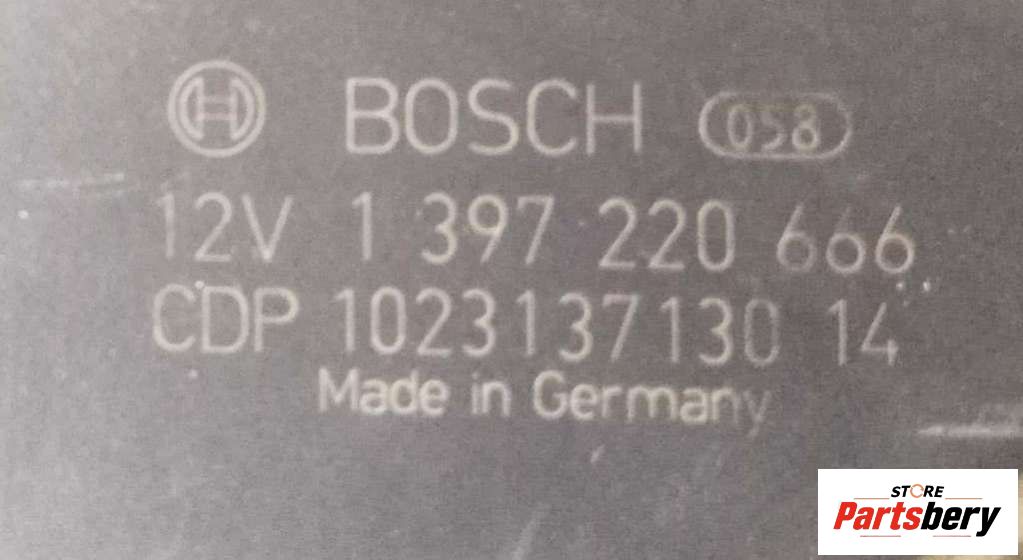 BOSCH 058
12V 1 397 220 666
CDP 1023137130 14
Made in Germany
STORE
Partsbery